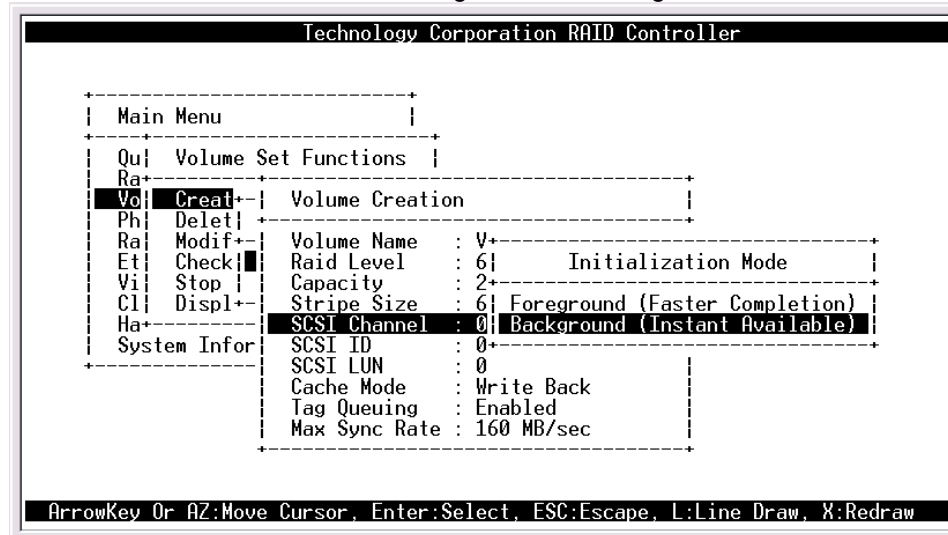 Technology Corporation RAID Controller
Main Menu
Qu
Volume Set Functions
Ra
Vo
Creat
Volume Creation
Ph
Delet
Ra
Modif
Volume Name : V
Et
Check
Raid Level : 6
Initialization Mode
Vi
Stop
Capacity : 2
Cl
Displ
Stripe Size : 6
Foreground (Faster Completion)
Ha
SCSI Channel : 0
Background (Instant Available)
System Infor
SCSI ID : 0
SCSI LUN : 0
Cache Mode : Write Back
Tag Queuing : Enabled
Max Sync Rate : 160 MB/sec
ArrowKey Or AZ:Move Cursor, Enter:Select, ESC:Escape, L:Line Draw, X:Redraw